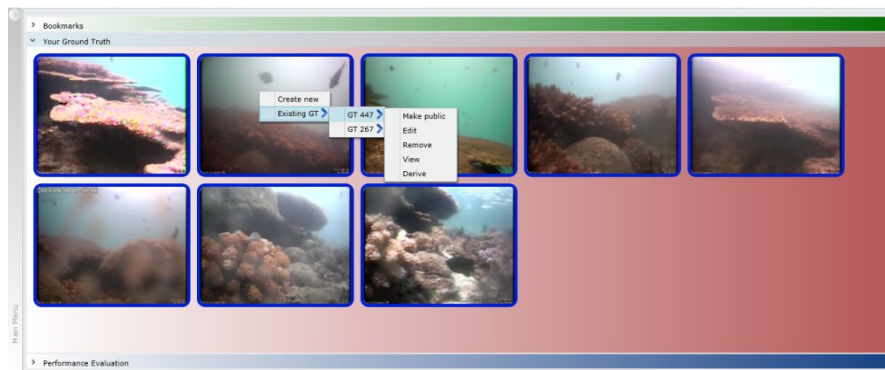 Bookmarks
Your Ground Truth
Create new
Existing GT
GT 447
GT 267
Make public
Edit
Remove
View
Derive
Main Menu
Performance Evaluation